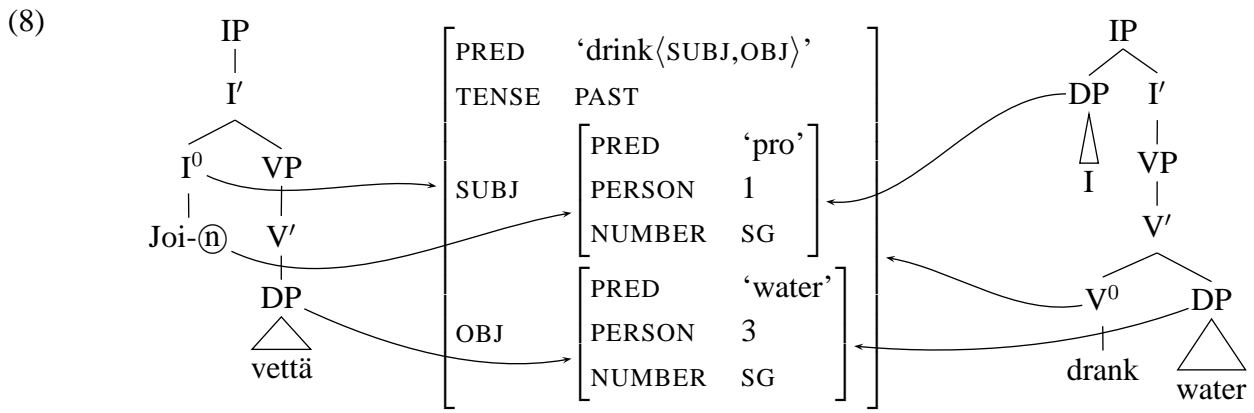 (8)
IP
I′
I⁰ VP
Joi-ⓝ V′
DP
vettä
PRED ‘drink⟨SUBJ,OBJ⟩’
TENSE PAST
SUBJ
PRED ‘pro’
PERSON 1
NUMBER SG
OBJ
PRED ‘water’
PERSON 3
NUMBER SG
IP
DP I′
I VP
V′
V⁰ DP
drank water